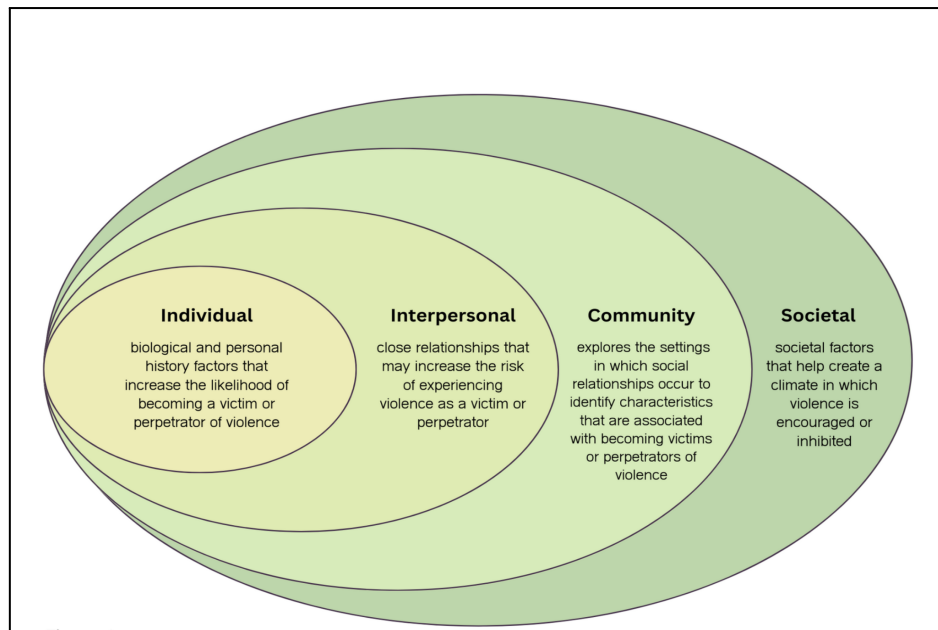 Individual
biological and personal
history factors that
increase the likelihood of
becoming a victim or
perpetrator of violence
Interpersonal
close relationships that
may increase the risk
of experiencing
violence as a victim or
perpetrator
Community
explores the settings
in which social
relationships occur to
identify characteristics
that are associated
with becoming victims
or perpetrators of
violence
Societal
societal factors
that help create a
climate in which
violence is
encouraged or
inhibited